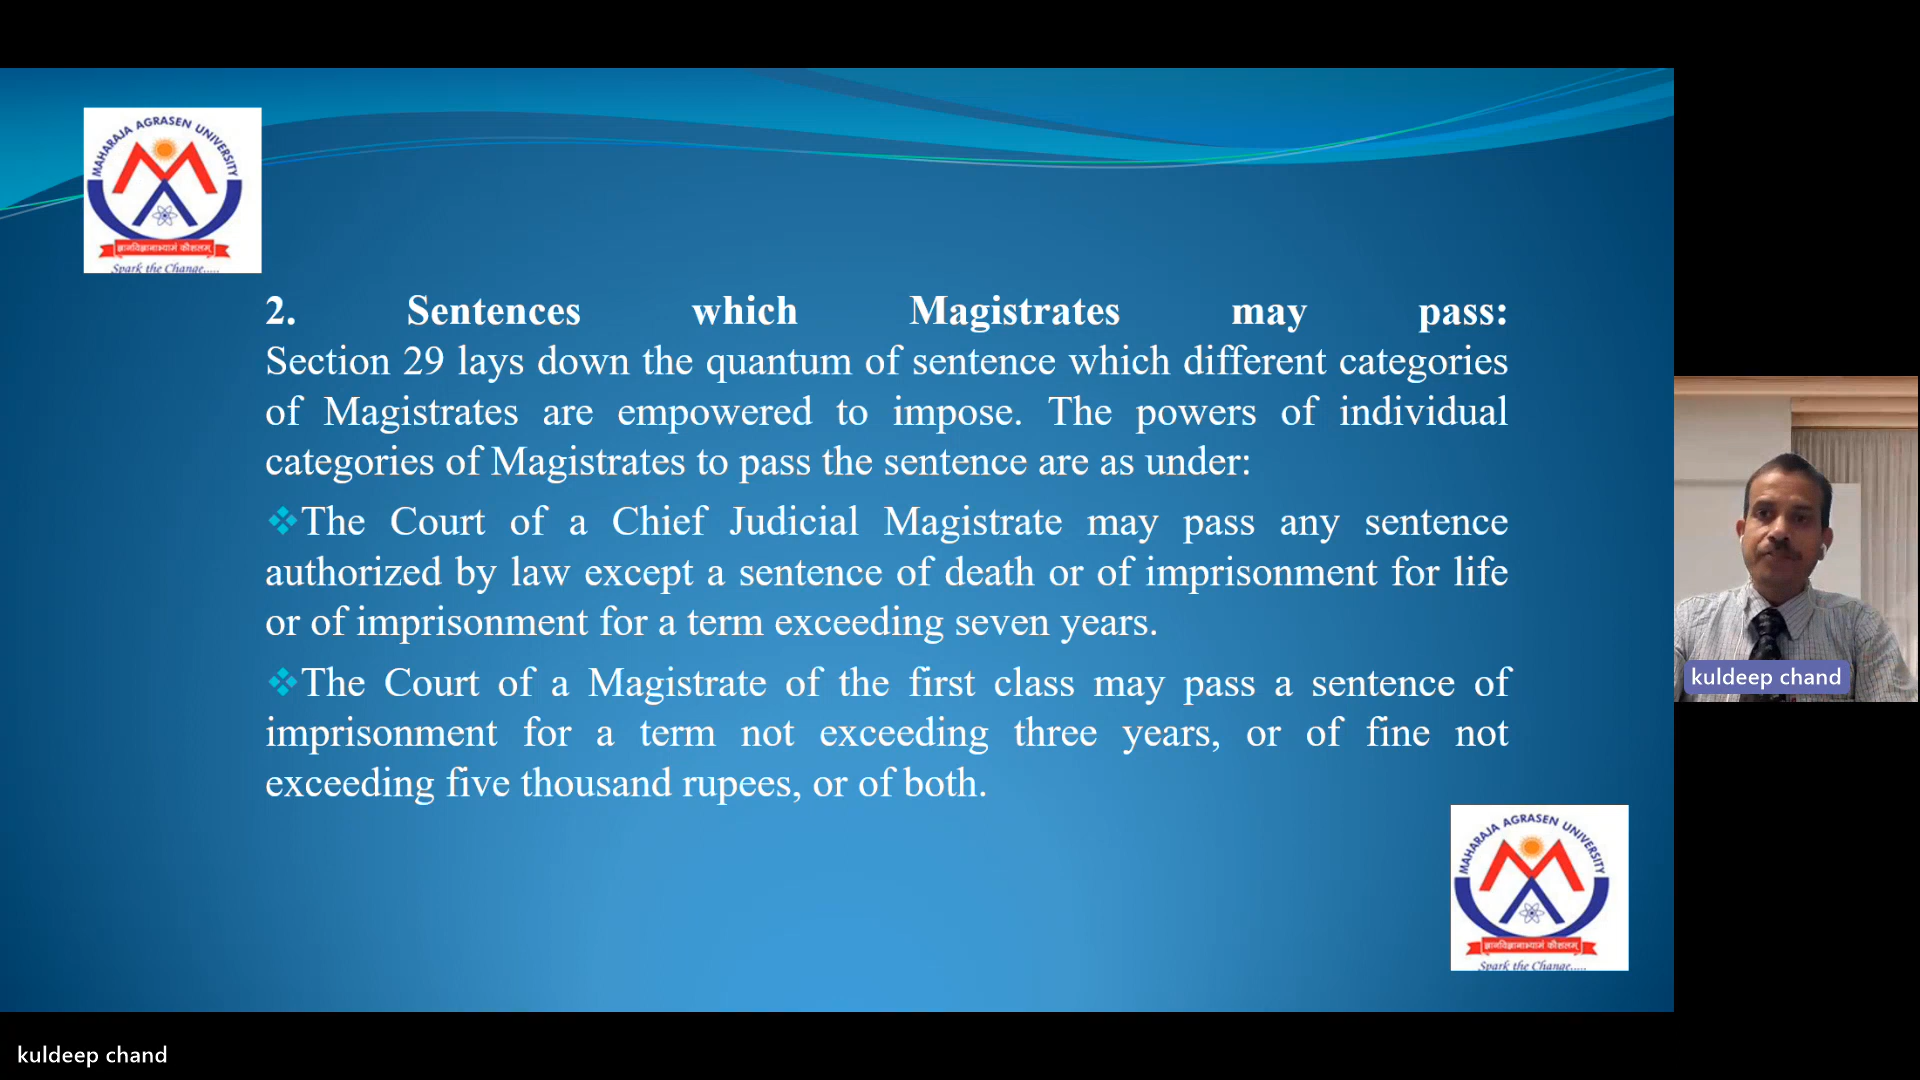 MAHARAJA AGRASEN UNIVERSITY
ज्ञानविज्ञानाभ्यामं कौशलम्
Spark the Change.....
2. Sentences which Magistrates may pass:
Section 29 lays down the quantum of sentence which different categories
of Magistrates are empowered to impose. The powers of individual
categories of Magistrates to pass the sentence are as under:
❖The Court of a Chief Judicial Magistrate may pass any sentence
authorized by law except a sentence of death or of imprisonment for life
or of imprisonment for a term exceeding seven years.
❖The Court of a Magistrate of the first class may pass a sentence of
imprisonment for a term not exceeding three years, or of fine not
exceeding five thousand rupees, or of both.
kuldeep chand
MAHARAJA AGRASEN UNIVERSITY
ज्ञानविज्ञानाभ्यामं कौशलम्
Spark the Change.....
kuldeep chand